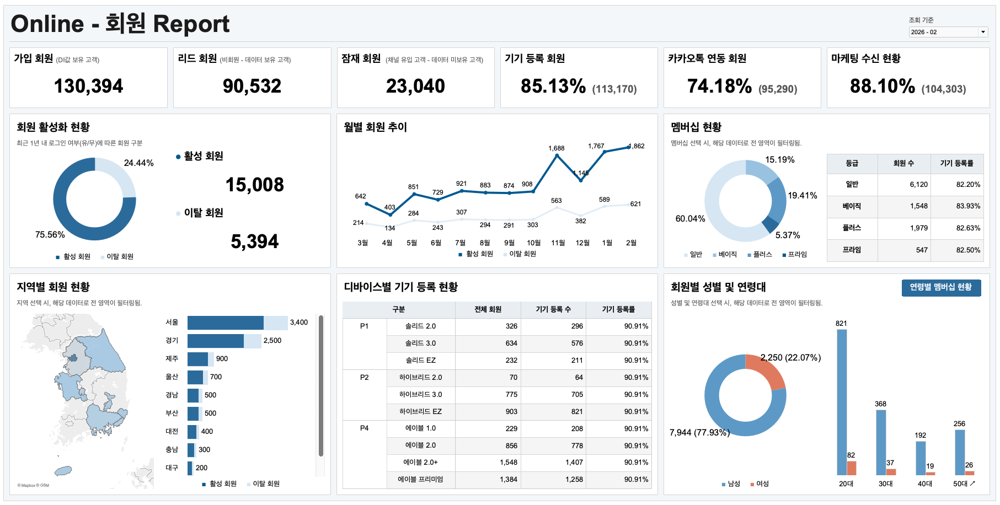 Online - 회원 Report
조회 기준
2026 - 02
가입 회원 (DI값 보유 고객)
130,394
리드 회원 (비회원 - 데이터 보유 고객)
90,532
잠재 회원 (채널 유입 고객 - 데이터 미보유 고객)
23,040
기기 등록 회원
85.13% (113,170)
카카오톡 연동 회원
74.18% (95,290)
마케팅 수신 현황
88.10% (104,303)
회원 활성화 현황
최근 1년 내 로그인 여부(유/무)에 따른 회원 구분
24.44%
75.56%
활성 회원 이탈 회원
활성 회원
15,008
이탈 회원
5,394
월별 회원 추이
642 403 851 729 921 883 874 908 1,688 1,145 1,767 1,862
214 134 284 243 307 294 291 303 563 382 589 621
3월 4월 5월 6월 7월 8월 9월 10월 11월 12월 1월 2월
활성 회원 이탈 회원
멤버십 현황
멤버십 선택 시, 해당 데이터로 전 영역이 필터링됨.
15.19%
19.41%
60.04%
5.37%
일반 베이직 플러스 프라임
등급 회원 수 기기 등록률
일반 6,120 82.20%
베이직 1,548 83.93%
플러스 1,979 82.63%
프라임 547 82.50%
지역별 회원 현황
지역 선택 시, 해당 데이터로 전 영역이 필터링됨.
© Mapbox © OSM
서울 3,400
경기 2,500
제주 900
울산 700
경남 500
부산 500
대전 400
충남 300
대구 200
활성 회원 이탈 회원
디바이스별 기기 등록 현황
구분 전체 회원 기기 등록 수 기기 등록률
P1 솔리드 2.0 326 296 90.91%
솔리드 3.0 634 576 90.91%
솔리드 EZ 232 211 90.91%
P2 하이브리드 2.0 70 64 90.91%
하이브리드 3.0 775 705 90.91%
하이브리드 EZ 903 821 90.91%
P4 에이블 1.0 229 208 90.91%
에이블 2.0 856 778 90.91%
에이블 2.0+ 1,548 1,407 90.91%
에이블 프리미엄 1,384 1,258 90.91%
회원별 성별 및 연령대
연령별 멤버십 현황
성별 및 연령대 선택 시, 해당 데이터로 전 영역이 필터링됨.
2,250 (22.07%)
7,944 (77.93%)
남성 여성
821 82 368 37 192 19 256 26
20대 30대 40대 50대 ↗